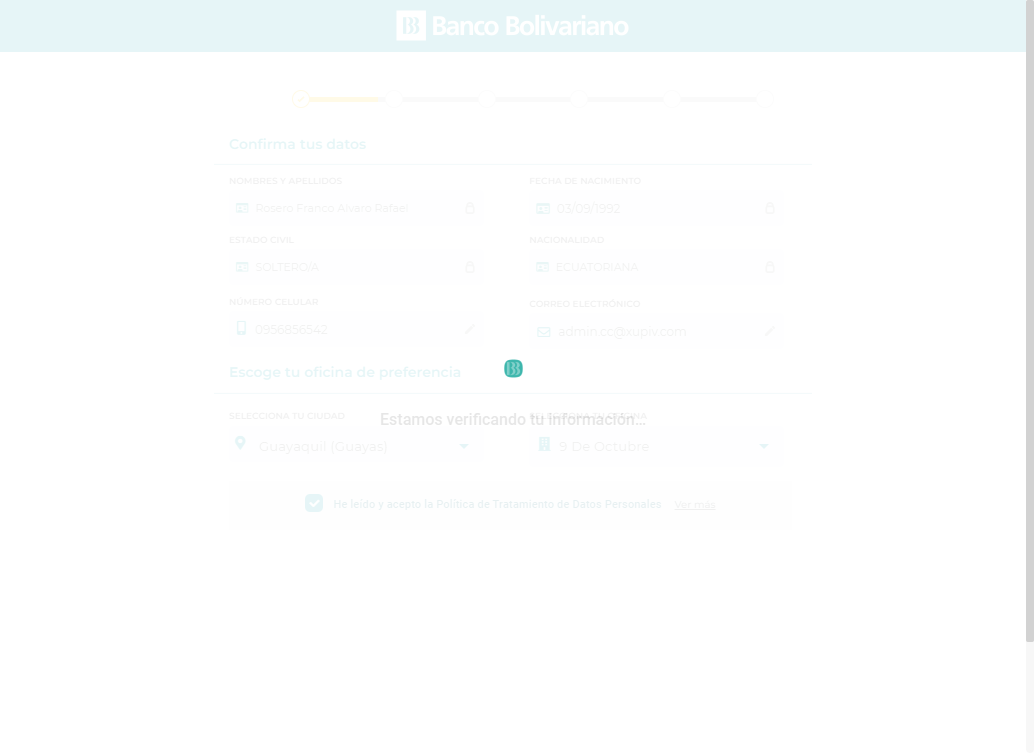 Banco Bolivariano
Confirma tus datos
NOMBRES Y APELLIDOS
FECHA DE NACIMIENTO
Rosero Franco Alvaro Rafael
03/09/1992
ESTADO CIVIL
NACIONALIDAD
SOLTERO/A
ECUATORIANA
NÚMERO CELULAR
CORREO ELECTRÓNICO
0956856542
admin.cc@xupiv.com
Escoge tu oficina de preferencia
SELECCIONA TU CIUDAD
Estamos verificando tu información...
Guayaquil (Guayas)
9 De Octubre
He leído y acepto la Política de Tratamiento de Datos Personales
Ver más